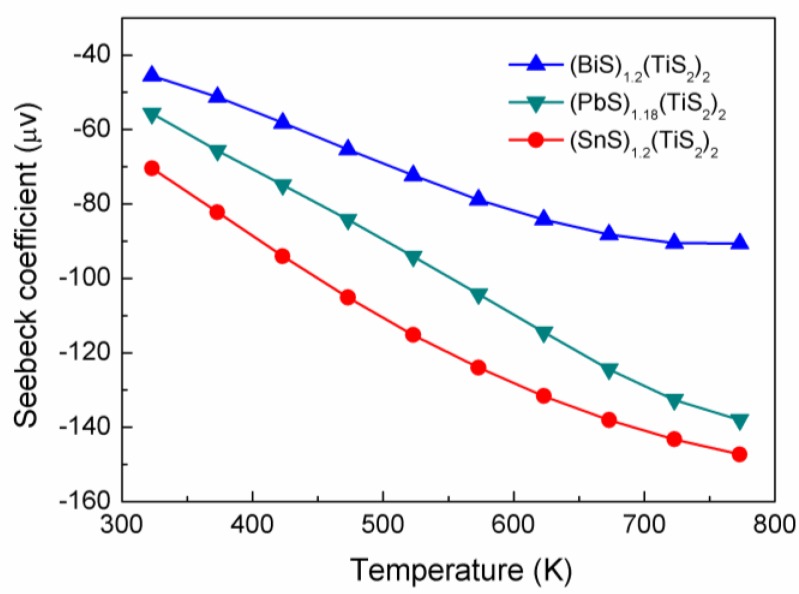 -40
-60
-80
-100
-120
-140
-160
300 400 500 600 700 800
Seebeck coefficient (μv)
Temperature (K)
(BiS)1.2(TiS2)2
(PbS)1.18(TiS2)2
(SnS)1.2(TiS2)2